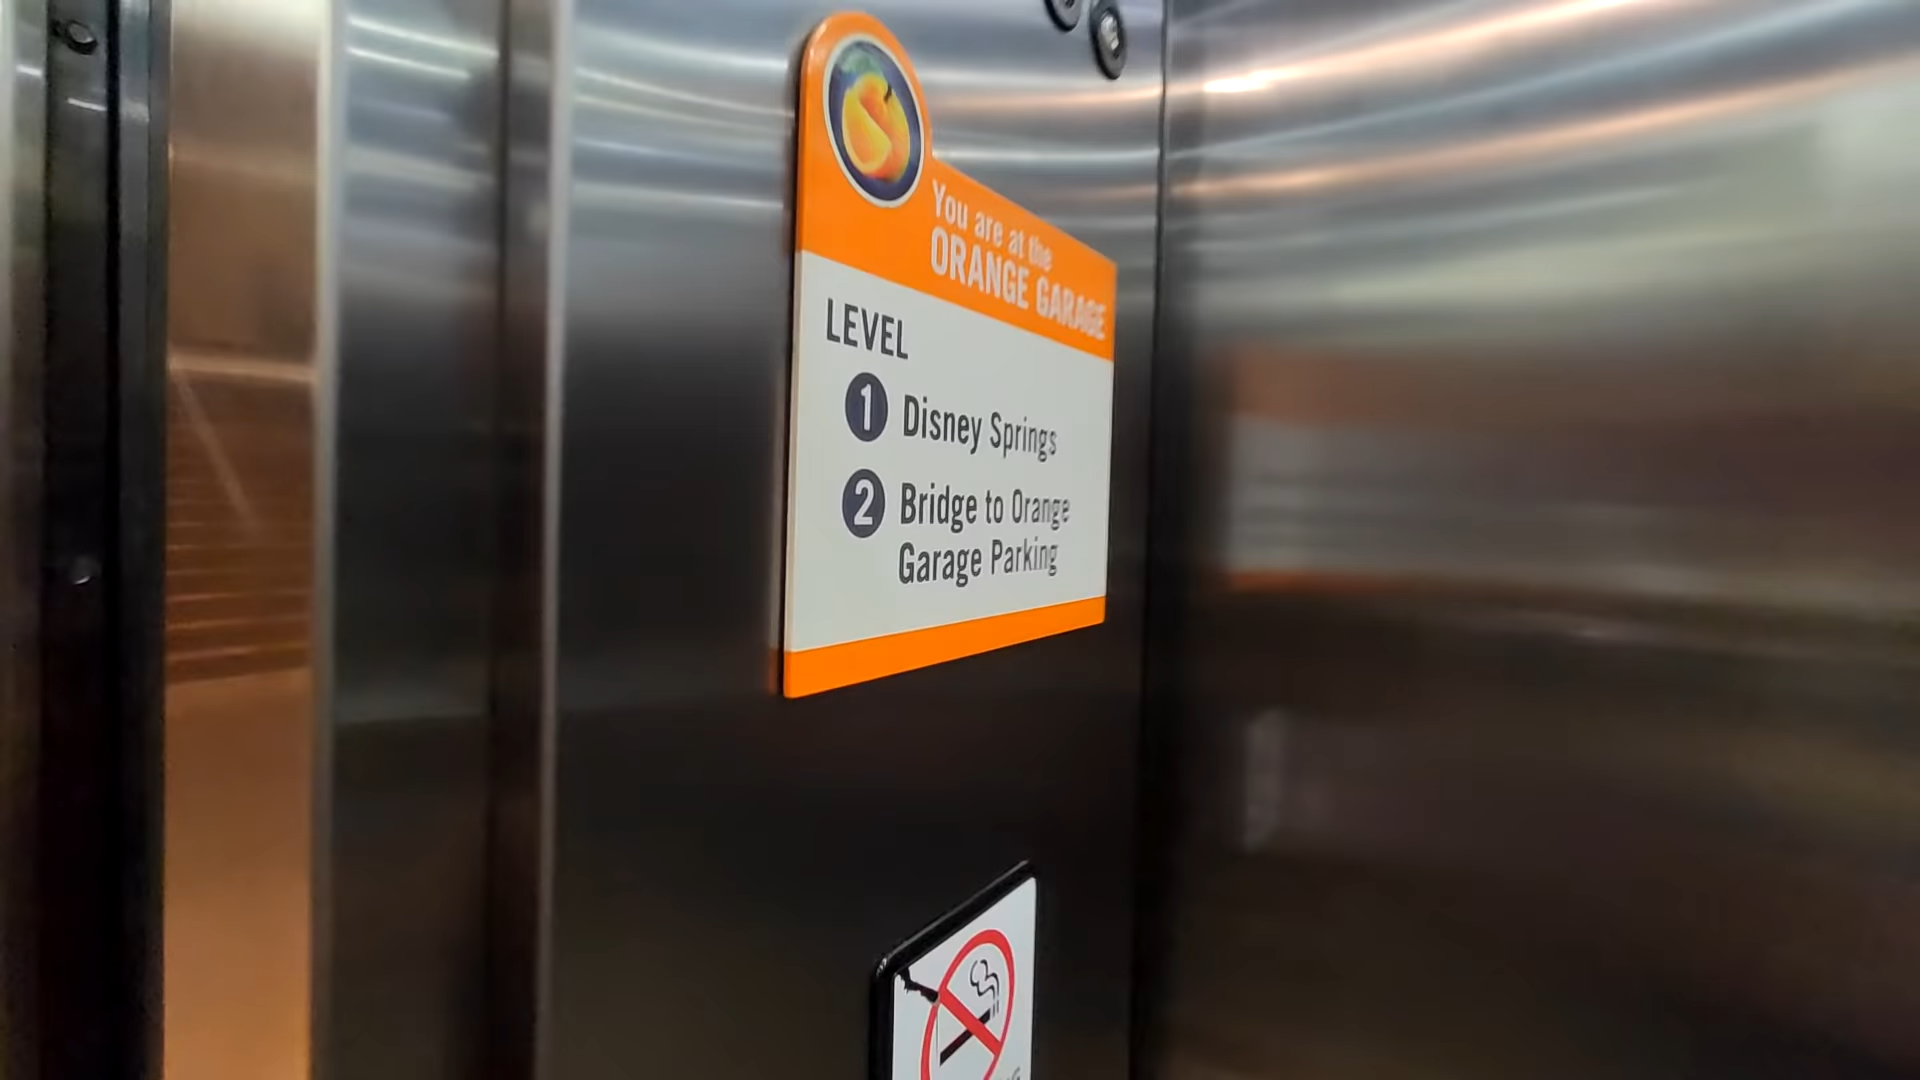 You are at the
ORANGE GARAGE
LEVEL
1 Disney Springs
2 Bridge to Orange
Garage Parking